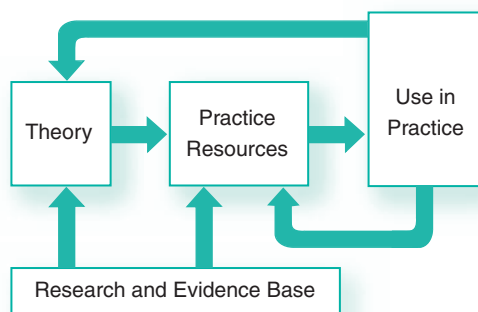 Theory
Practice
Resources
Use in
Practice
Research and Evidence Base